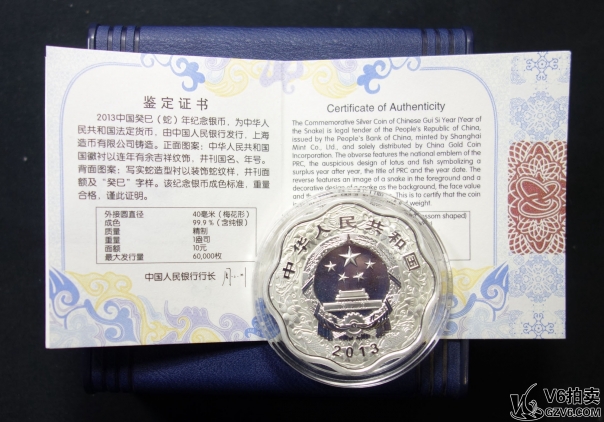 鉴定证书
2013中国癸巳（蛇）年纪念银币，为中华人
民共和国法定货币，由中国人民银行发行，上海
造币有限公司铸造。正面图案：中华人民共和国
国徽衬以连年有余吉祥纹饰，并刊国名、年号。
背面图案：写实蛇造型衬以装饰蛇纹样，并刊面
额及“癸巳”字样。该纪念银币成色标准，重量
合格，谨此证明。
外接圆直径 40毫米（梅花形）
成色 99.9％（含纯银）
质量 精制
重量 1盎司
面额 10元
最大发行量 60,000枚
中国人民银行行长
Certificate of Authenticity
The Commemorative Silver Coin of Chinese Gui Si Year (Year of
the Snake) is legal tender of the People's Republic of China,
issued by the People's Bank of China, minted by Shanghai
Mint Co., Ltd., and solely distributed by China Gold Coin
Incorporation. The obverse features the national emblem of the
PRC, the auspicious design of lotus and fish symbolizing a
surplus year after year, the title of PRC and the year date. The
reverse features an image of a snake in the foreground and a
decorative design of a snake as the background, the face value
This is to certify that the coin
weight.
ossom shaped)
中华人民共和国
2013
V6拍卖
GZV6.COM